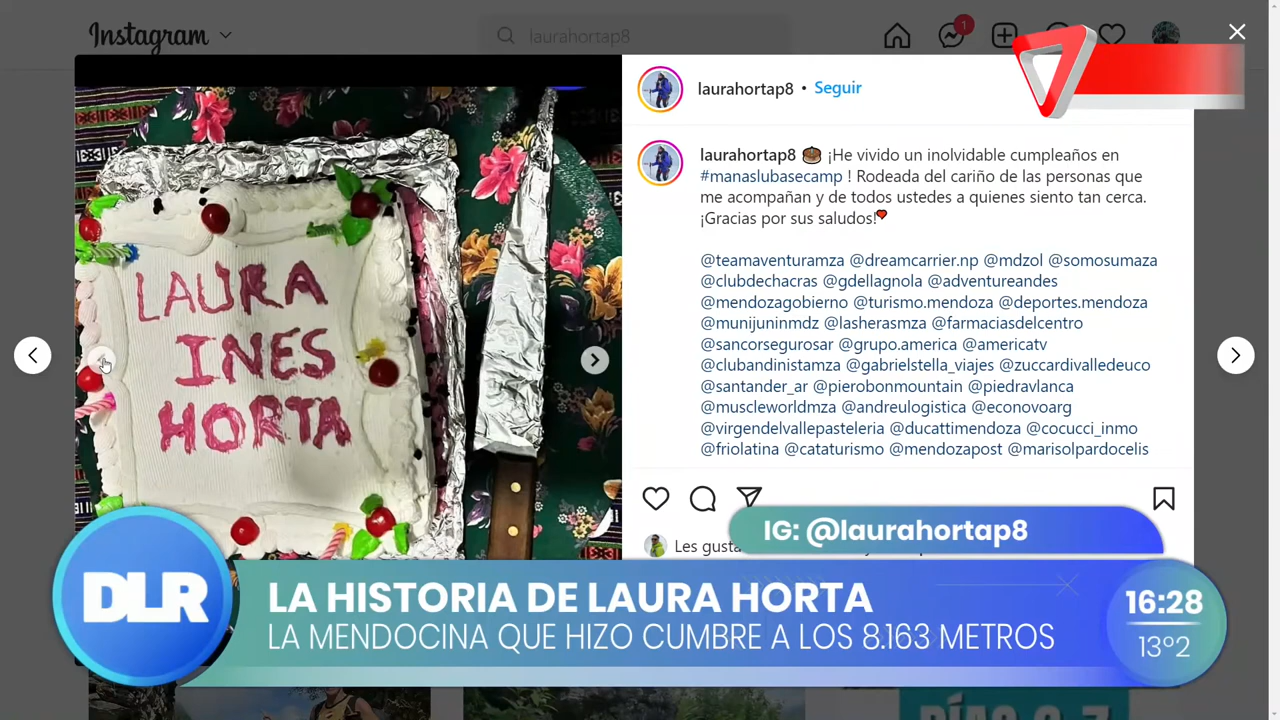 Instagram
laurahortap8
1
laurahortap8 • Seguir
laurahortap8 ¡He vivido un inolvidable cumpleaños en
#manaslubasecamp ! Rodeada del cariño de las personas que
me acompañan y de todos ustedes a quienes siento tan cerca.
¡Gracias por sus saludos!
@teamaventuramza @dreamcarrier.np @mdzol @somosumaza
@clubdechacras @gdellagnola @adventureandes
@mendozagobierno @turismo.mendoza @deportes.mendoza
@munijuninmdz @lasherasmza @farmaciasdelcentro
@sancorsegurosar @grupo.america @americatv
@clubandinistamza @gabrielstella_viajes @zuccardivalledeuco
@santander_ar @pierobonmountain @piedravlanca
@muscleworldmza @andreulogistica @econovoarg
@virgendelvallepasteleria @ducattimendoza @cocucci_inmo
@friolatina @cataturismo @mendozapost @marisolpardocelis
LAURA
INES
HORTA
IG: @laurahortap8
Les gusta
DLR
LA HISTORIA DE LAURA HORTA
LA MENDOCINA QUE HIZO CUMBRE A LOS 8.163 METROS
16:28
13°2